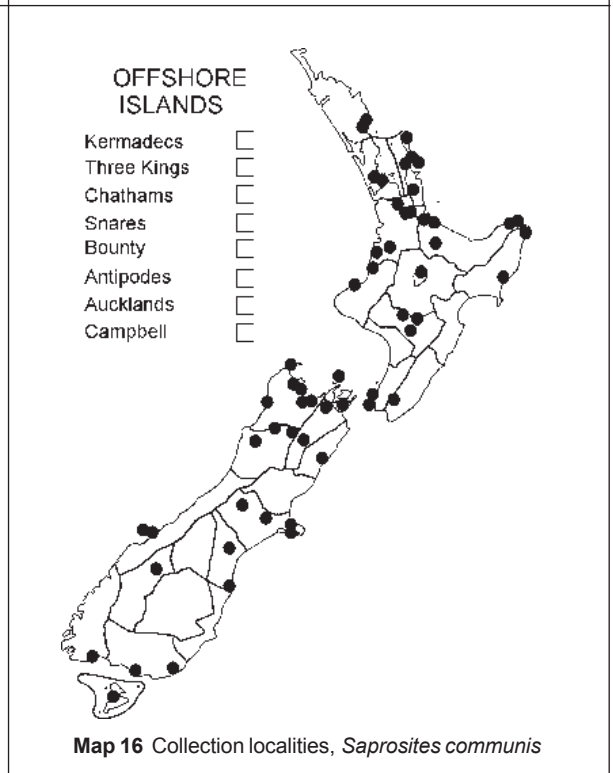 OFFSHORE
ISLANDS
Kermadecs
Three Kings
Chathams
Snares
Bounty
Antipodes
Aucklands
Campbell
Map 16 Collection localities, Saprosites communis